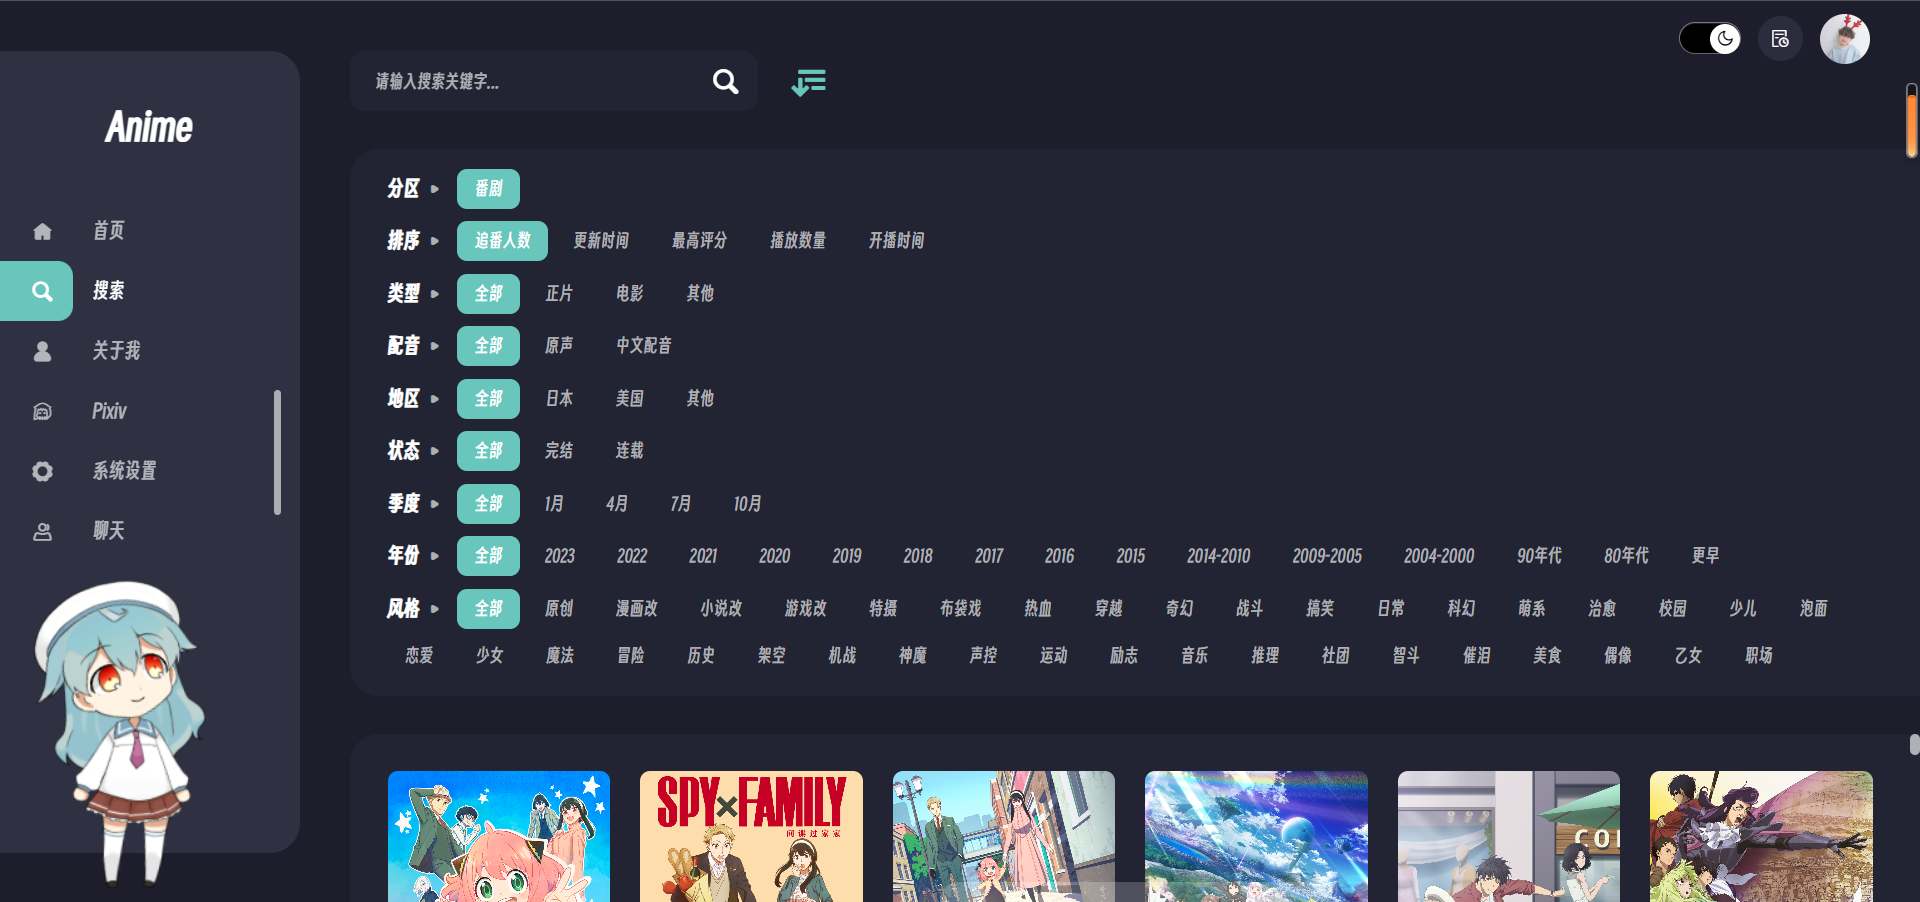 请输入搜索关键字...
Anime
首页
搜索
关于我
Pixiv
系统设置
聊天
分区 番剧
排序 追番人数 更新时间 最高评分 播放数量 开播时间
类型 全部 正片 电影 其他
配音 全部 原声 中文配音
地区 全部 日本 美国 其他
状态 全部 完结 连载
季度 全部 1月 4月 7月 10月
年份 全部 2023 2022 2021 2020 2019 2018 2017 2016 2015 2014-2010 2009-2005 2004-2000 90年代 80年代 更早
风格 全部 原创 漫画改 小说改 游戏改 特摄 布袋戏 热血 穿越 奇幻 战斗 搞笑 日常 科幻 萌系 治愈 校园 少儿 泡面
恋爱 少女 魔法 冒险 历史 架空 机战 神魔 声控 运动 励志 音乐 推理 社团 智斗 催泪 美食 偶像 乙女 职场
SPY×FAMILY
间谍过家家